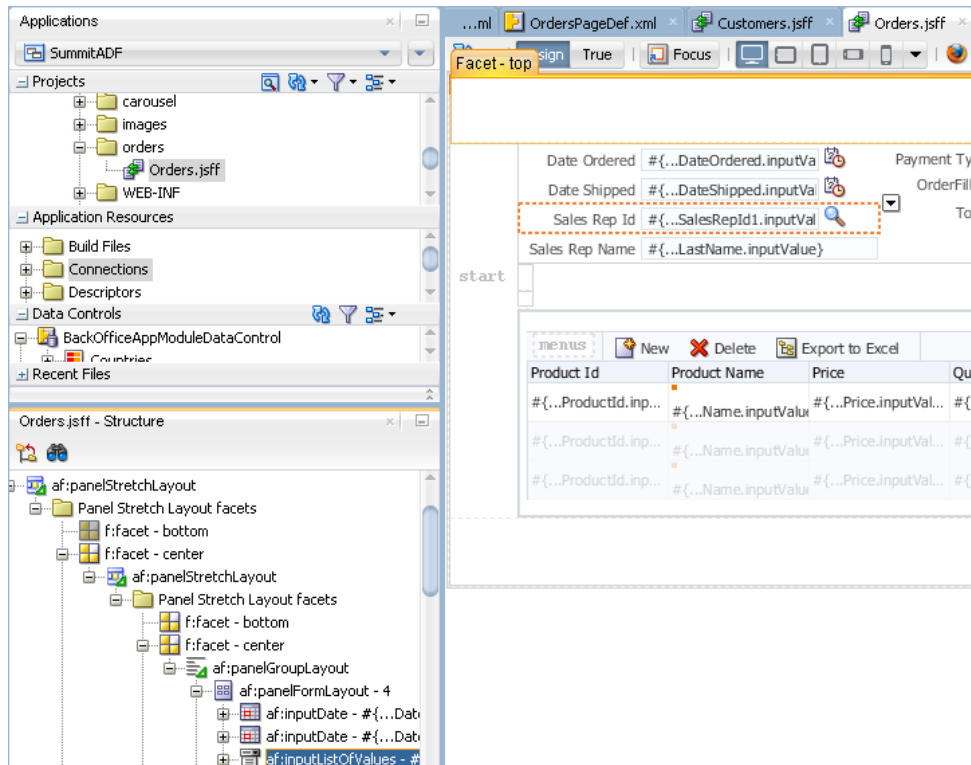 Applications
SummitADF
Projects
carousel
images
orders
Orders.jsff
WEB-INF
Application Resources
Build Files
Connections
Descriptors
Data Controls
BackOfficeAppModuleDataControl
Countries
Recent Files
Orders.jsff - Structure
af:panelStretchLayout
Panel Stretch Layout facets
f:facet - bottom
f:facet - center
af:panelStretchLayout
Panel Stretch Layout facets
f:facet - bottom
f:facet - center
af:panelGroupLayout
af:panelFormLayout - 4
af:inputDate - #{...Date
af:inputDate - #{...Date
af:inputListOfValues - #
...ml OrdersPageDef.xml Customers.jsff Orders.jsff
sign True Focus
Facet - top
Date Ordered #{...DateOrdered.inputVa Payment Ty
Date Shipped #{...DateShipped.inputVal OrderFill
Sales Rep Id #{...SalesRepId1.inputVal To
Sales Rep Name #{...LastName.inputValue}
start
menus New Delete Export to Excel
Product Id Product Name Price Qu
#{...ProductId.inp... #{...Name.inputValue #{...Price.inputVal... #{
#{...ProductId.inp... #{...Name.inputValue #{...Price.inputVal... #{
#{...ProductId.inp... #{...Name.inputValue #{...Price.inputVal... #{